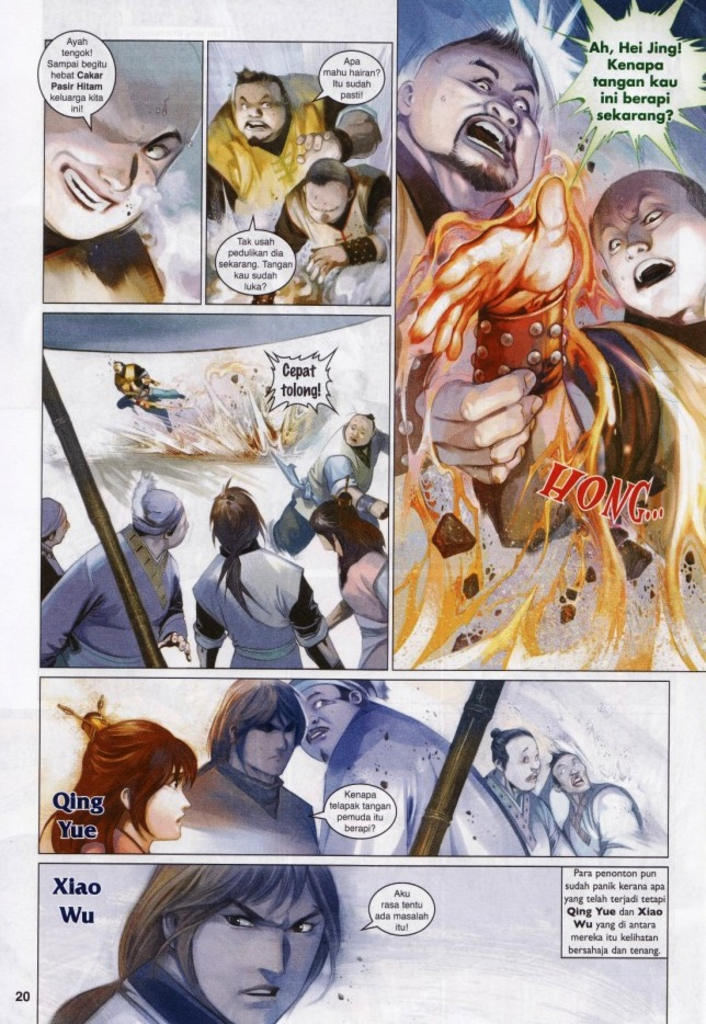 Ayah
tengok!
Sampai begitu
hebat Cakar
Pasir Hitam
keluarga kita
ini!
Apa
mahu hairan?
Itu sudah
pasti!
Tak usah
pedulikan dia
sekarang. Tangan
kau sudah
luka?
Ah, Hei Jing!
Kenapa
tangan kau
ini berapi
sekarang?
HONG...
Cepat
tolong!
Qing
Yue
Kenapa
telapak tangan
pemuda itu
berapi?
Xiao
Wu
Aku
rasa tentu
ada masalah
itu!
Para penonton pun
sudah panik kerana apa
yang telah terjadi tetapi
Qing Yue dan Xiao
Wu yang di antara
mereka itu kelihatan
bersahaja dan tenang.
20